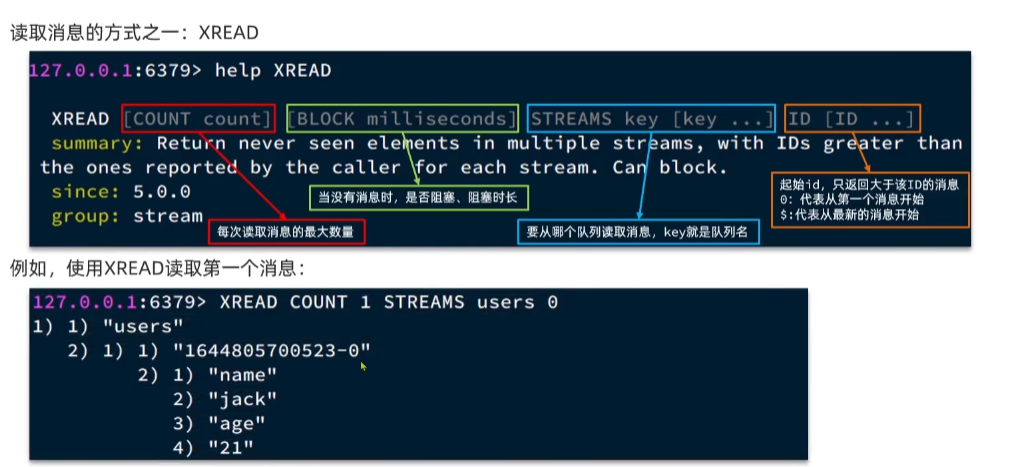 读取消息的方式之一：XREAD
127.0.0.1:6379> help XREAD
XREAD [COUNT count] [BLOCK milliseconds] STREAMS key [key ...] ID [ID ...]
summary: Return never seen elements in multiple streams, with IDs greater than
the ones reported by the caller for each stream. Can block.
since: 5.0.0
group: stream
每次读取消息的最大数量
当没有消息时，是否阻塞、阻塞时长
要从哪个队列读取消息，key就是队列名
起始id，只返回大于该ID的消息
0：代表从第一个消息开始
$:代表从最新的消息开始
例如，使用XREAD读取第一个消息：
127.0.0.1:6379> XREAD COUNT 1 STREAMS users 0
1) 1) "users"
2) 1) 1) "1644805700523-0"
2) 1) "name"
2) "jack"
3) "age"
4) "21"